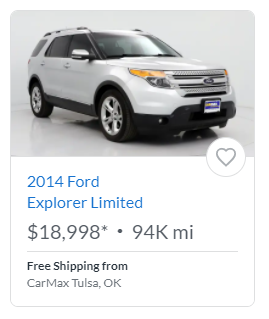 2014 Ford
Explorer Limited
$18,998* • 94K mi
Free Shipping from
CarMax Tulsa, OK